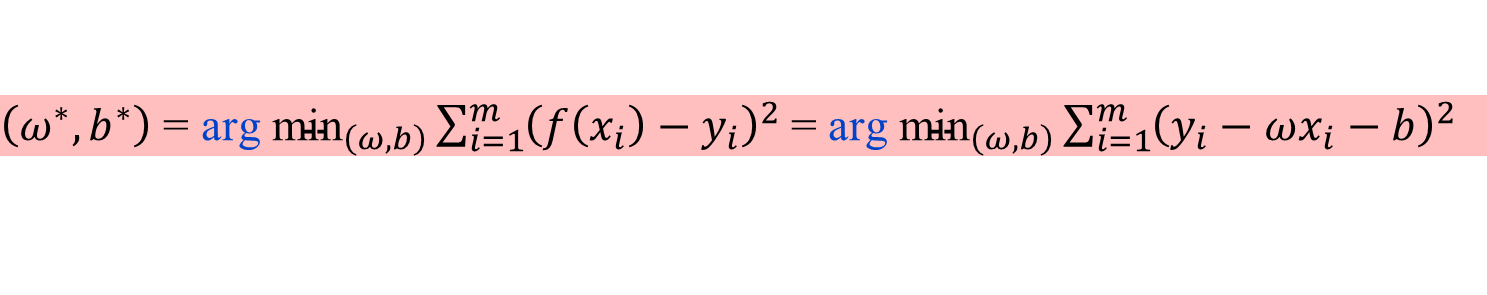 (ω*, b*) = arg min(ω,b) ∑ᵢ₌₁ᵐ(f(xᵢ) − yᵢ)² = arg min(ω,b) ∑ᵢ₌₁ᵐ(yᵢ − ωxᵢ − b)²